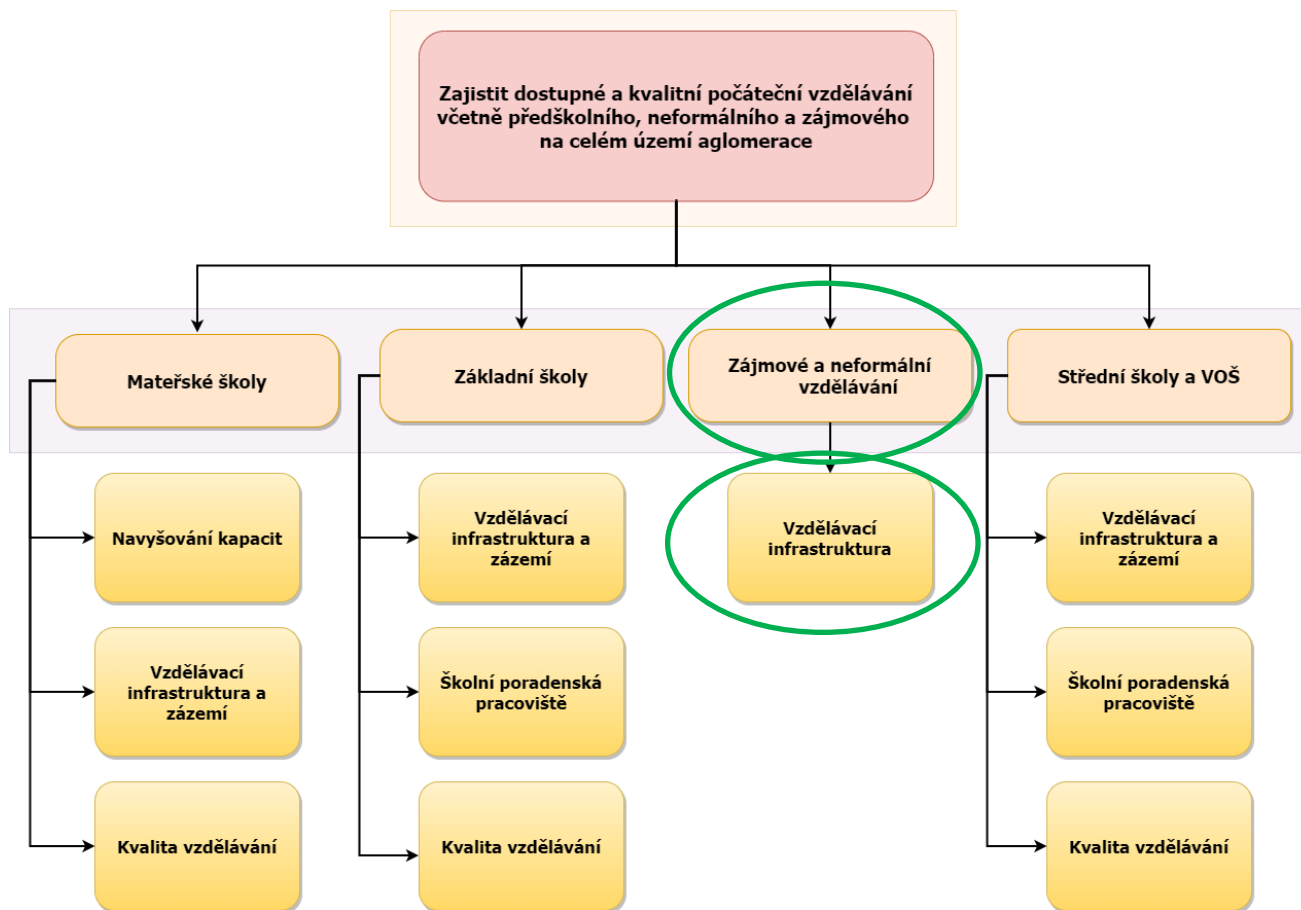 Zajistit dostupné a kvalitní počáteční vzdělávání
včetně předškolního, neformálního a zájmového
na celém území aglomerace
Mateřské školy
Základní školy
Zájmové a neformální
vzdělávání
Střední školy a VOŠ
Navyšování kapacit
Vzdělávací
infrastruktura a
zázemí
Kvalita vzdělávání
Vzdělávací
infrastruktura a
zázemí
Školní poradenská
pracoviště
Kvalita vzdělávání
Vzdělávací
infrastruktura
Vzdělávací
infrastruktura a
zázemí
Školní poradenská
pracoviště
Kvalita vzdělávání